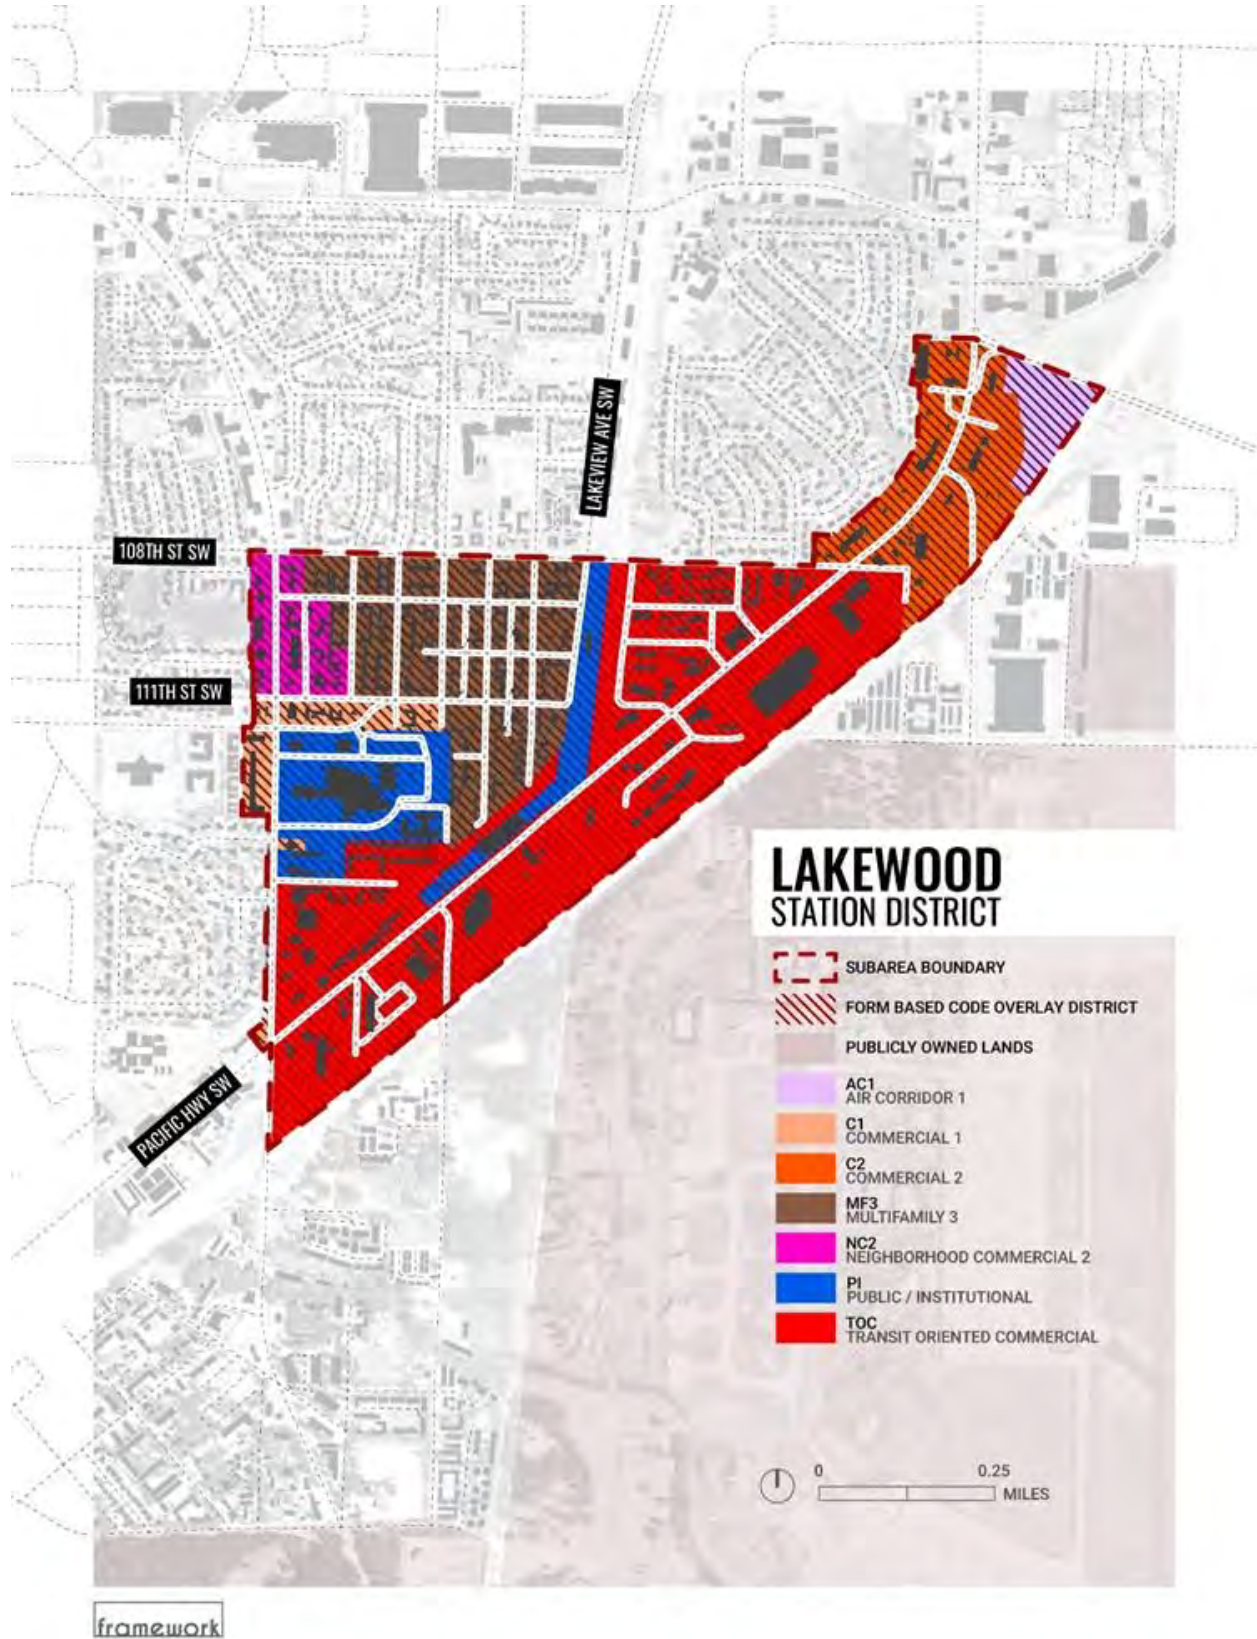 LAKEVIEW AVE SW
108TH ST SW
111TH ST SW
PACIFIC HWY SW
LAKEWOOD
STATION DISTRICT
SUBAREA BOUNDARY
FORM BASED CODE OVERLAY DISTRICT
PUBLICLY OWNED LANDS
AC1
AIR CORRIDOR 1
C1
COMMERCIAL 1
C2
COMMERCIAL 2
MF3
MULTIFAMILY 3
NC2
NEIGHBORHOOD COMMERCIAL 2
PI
PUBLIC / INSTITUTIONAL
TOC
TRANSIT ORIENTED COMMERCIAL
0 0.25
MILES
framework